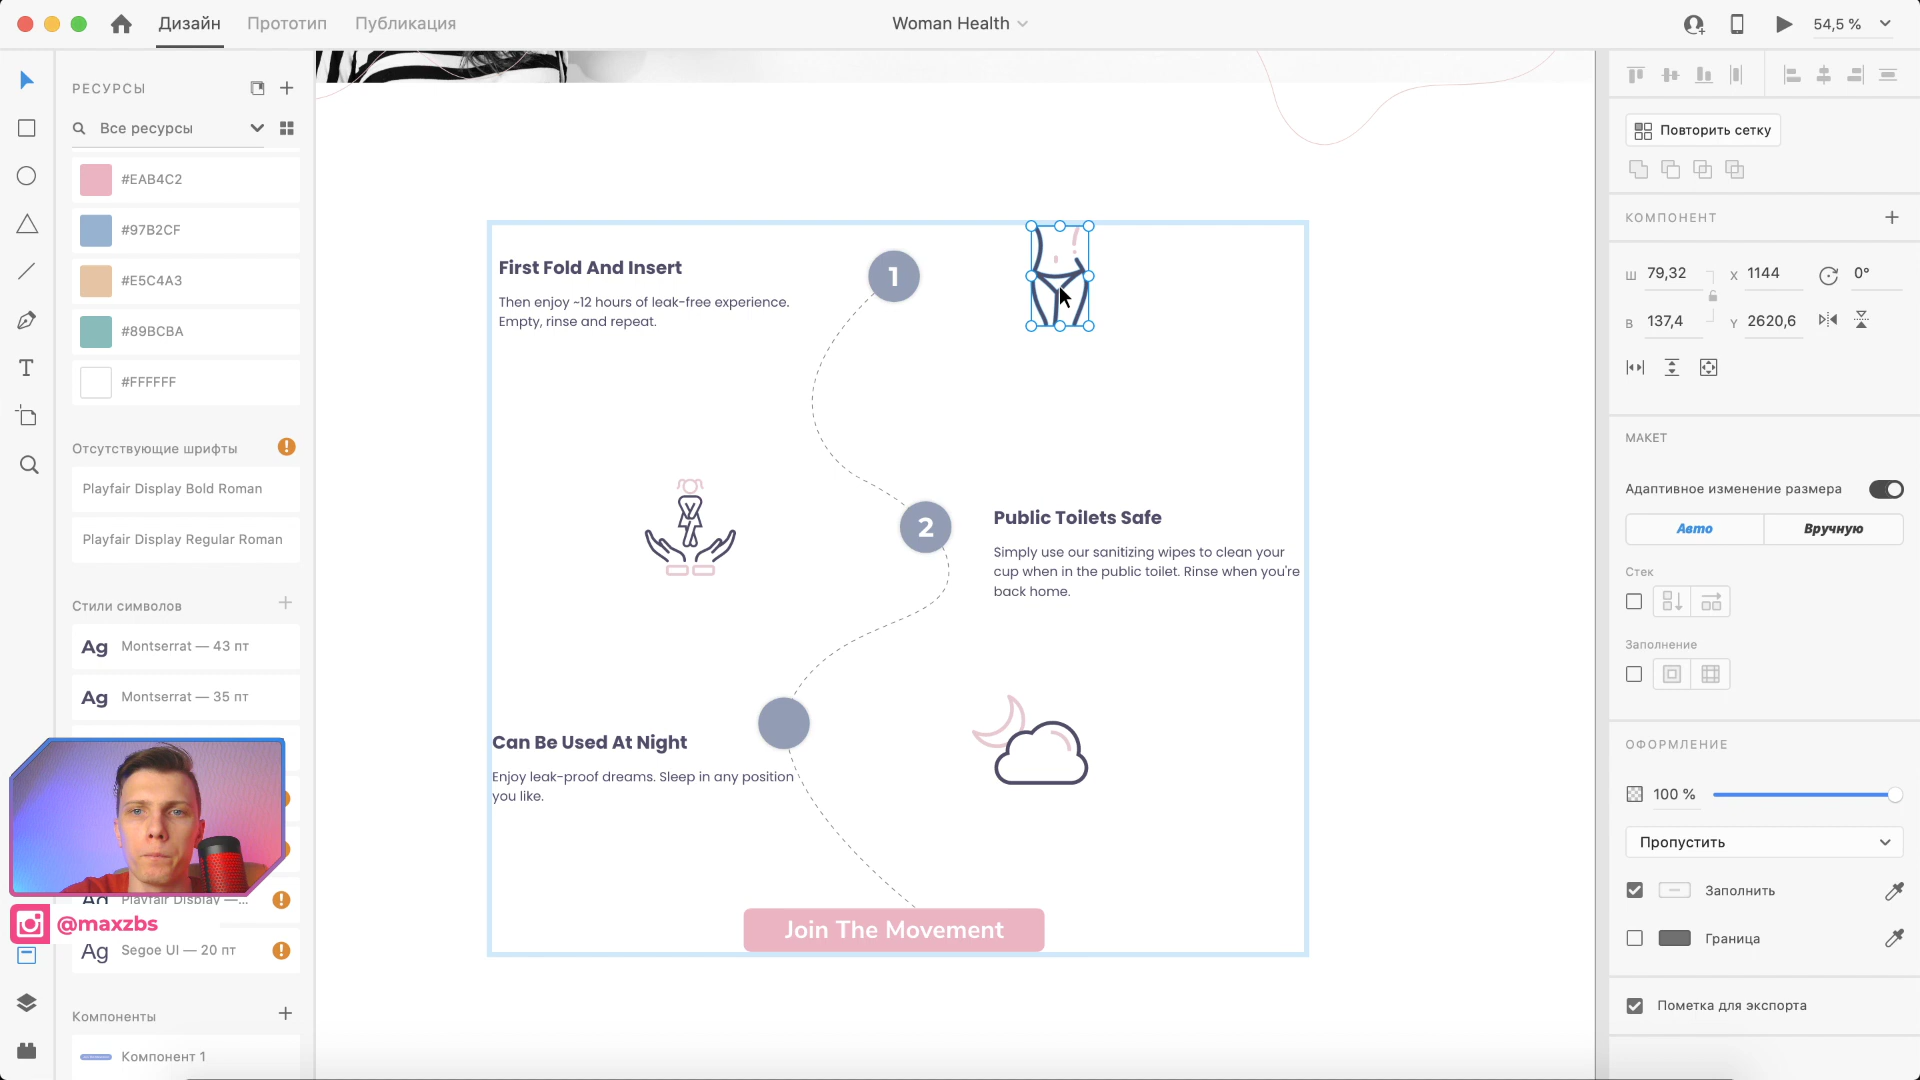 Дизайн
Прототип
Публикация
Woman Health
54,5 %
РЕСУРСЫ
Все ресурсы
#EAB4C2
#97B2CF
#E5C4A3
#89BCBA
#FFFFFF
Отсутствующие шрифты
Playfair Display Bold Roman
Playfair Display Regular Roman
Стили символов
Ag Montserrat — 43 пт
Ag Montserrat — 35 пт
Ag Playfair Display —...
@maxzbs
Ag Segoe UI — 20 пт
Компоненты
Компонент 1
First Fold And Insert
Then enjoy ~12 hours of leak-free experience.
Empty, rinse and repeat.
1
2
Public Toilets Safe
Simply use our sanitizing wipes to clean your
cup when in the public toilet. Rinse when you're
back home.
Can Be Used At Night
Enjoy leak-proof dreams. Sleep in any position
you like.
Join The Movement
Повторить сетку
КОМПОНЕНТ
Ш 79,32 X 1144 0°
В 137,4 Y 2620,6
МАКЕТ
Адаптивное изменение размера
Авто
Вручную
Стек
Заполнение
ОФОРМЛЕНИЕ
100 %
Пропустить
Заполнить
Граница
Пометка для экспорта